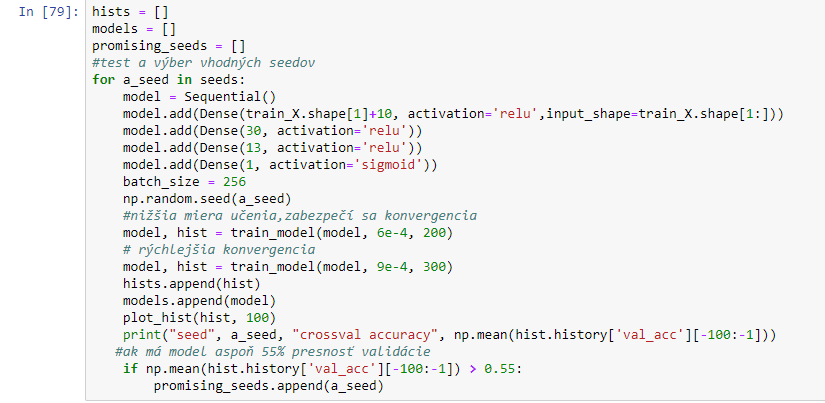 In [79]: hists = []
models = []
promising_seeds = []
#test a výber vhodných seedov
for a_seed in seeds:
    model = Sequential()
    model.add(Dense(train_X.shape[1]+10, activation='relu',input_shape=train_X.shape[1:]))
    model.add(Dense(30, activation='relu'))
    model.add(Dense(13, activation='relu'))
    model.add(Dense(1, activation='sigmoid'))
    batch_size = 256
    np.random.seed(a_seed)
    #nižšia miera učenia,zabezpečí sa konvergencia
    model, hist = train_model(model, 6e-4, 200)
    # rýchlejšia konvergencia
    model, hist = train_model(model, 9e-4, 300)
    hists.append(hist)
    models.append(model)
    plot_hist(hist, 100)
    print("seed", a_seed, "crossval accuracy", np.mean(hist.history['val_acc'][-100:-1]))
   #ak má model aspoň 55% presnosť validácie
    if np.mean(hist.history['val_acc'][-100:-1]) > 0.55:
        promising_seeds.append(a_seed)